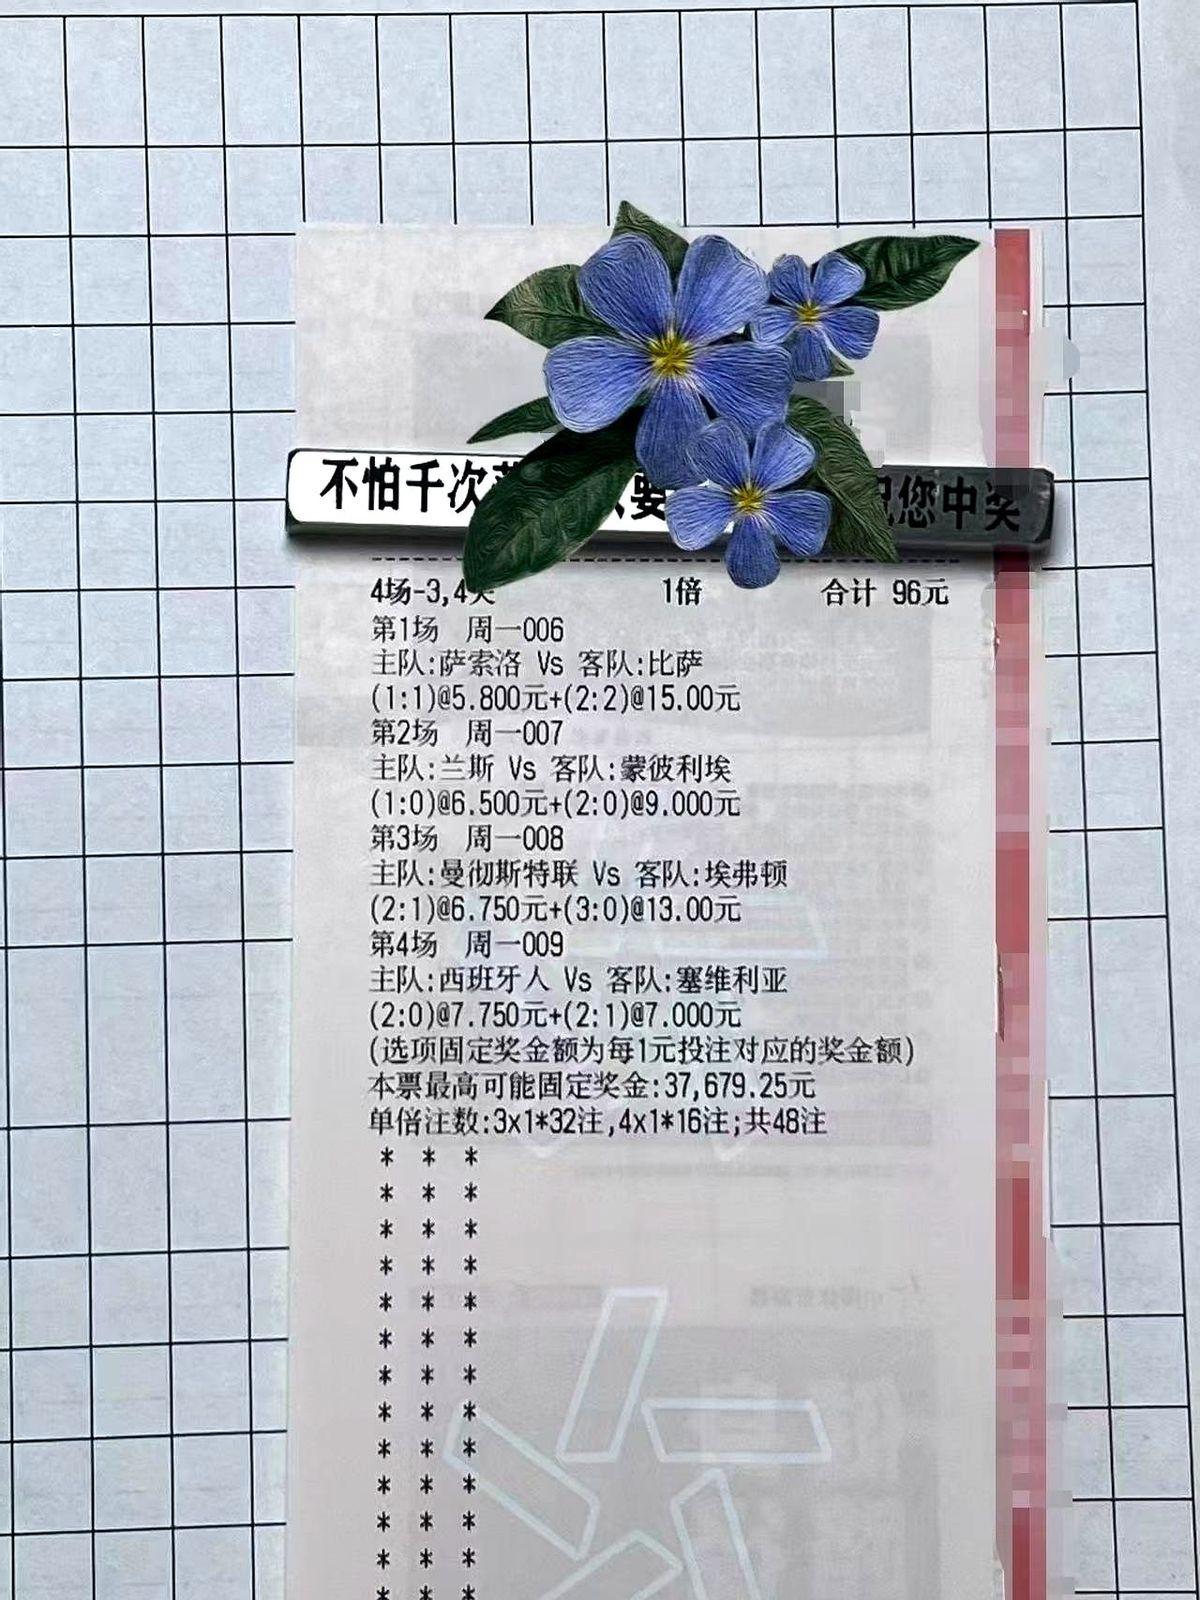 不怕千次 要 您中奖
4场-3,4关 1倍 合计 96元
第1场 周一006
主队:萨索洛 Vs 客队:比萨
(1:1)@5.800元+(2:2)@15.00元
第2场 周一007
主队:兰斯 Vs 客队:蒙彼利埃
(1:0)@6.500元+(2:0)@9.000元
第3场 周一008
主队:曼彻斯特联 Vs 客队:埃弗顿
(2:1)@6.750元+(3:0)@13.00元
第4场 周一009
主队:西班牙人 Vs 客队:塞维利亚
(2:0)@7.750元+(2:1)@7.000元
(选项固定奖金额为每1元投注对应的奖金额)
本票最高可能固定奖金:37,679.25元
单倍注数:3x1*32注,4x1*16注;共48注
* * *
* * *
* * *
* * *
* * *
* * *
* * *
* * *
* * *
* * *
* * *
* * *
* * *